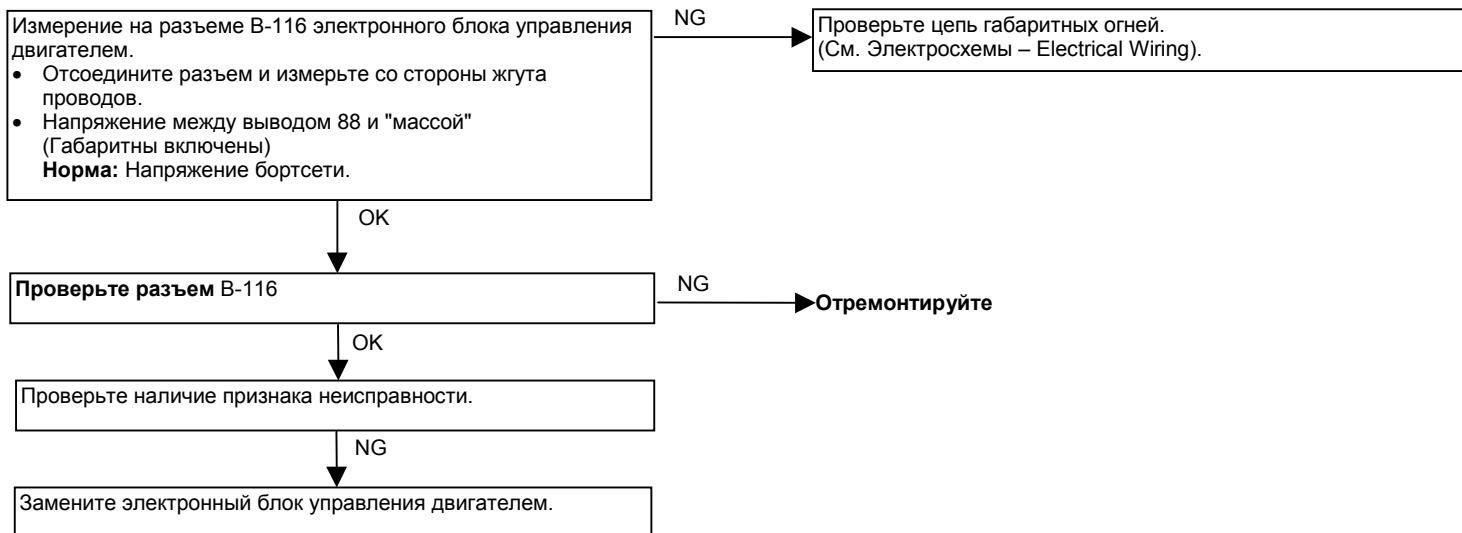 Измерение на разъеме В-116 электронного блока управления
двигателем.
• Отсоедините разъем и измерьте со стороны жгута
проводов.
• Напряжение между выводом 88 и "массой"
(Габаритны включены)
Норма: Напряжение бортсети.
NG
Проверьте цепь габаритных огней.
(См. Электросхемы – Electrical Wiring).
OK
Проверьте разъем В-116
NG
Отремонтируйте
OK
Проверьте наличие признака неисправности.
NG
Замените электронный блок управления двигателем.